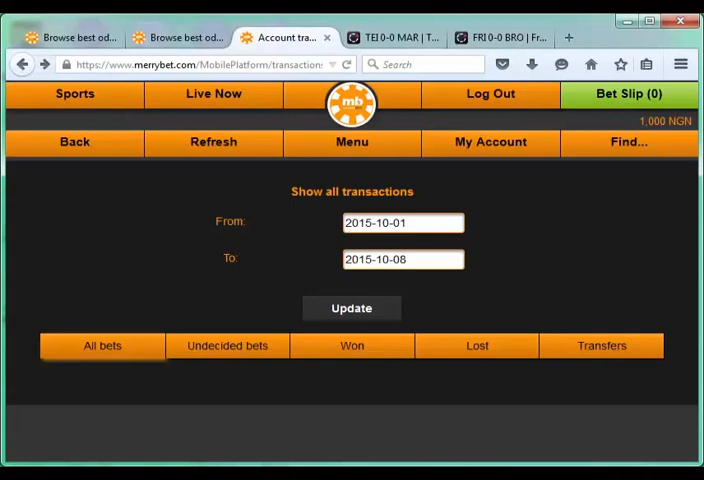 Browse best od...
Browse best od...
Account tra...
TEI 0-0 MAR | T...
FRI 0-0 BRO | Fr...
https://www.merrybet.com/MobilePlatform/transaction:
Search
Sports
Live Now
mb
Log Out
Bet Slip (0)
1,000 NGN
Back
Refresh
Menu
My Account
Find...
Show all transactions
From:
2015-10-01
To:
2015-10-08
Update
All bets
Undecided bets
Won
Lost
Transfers